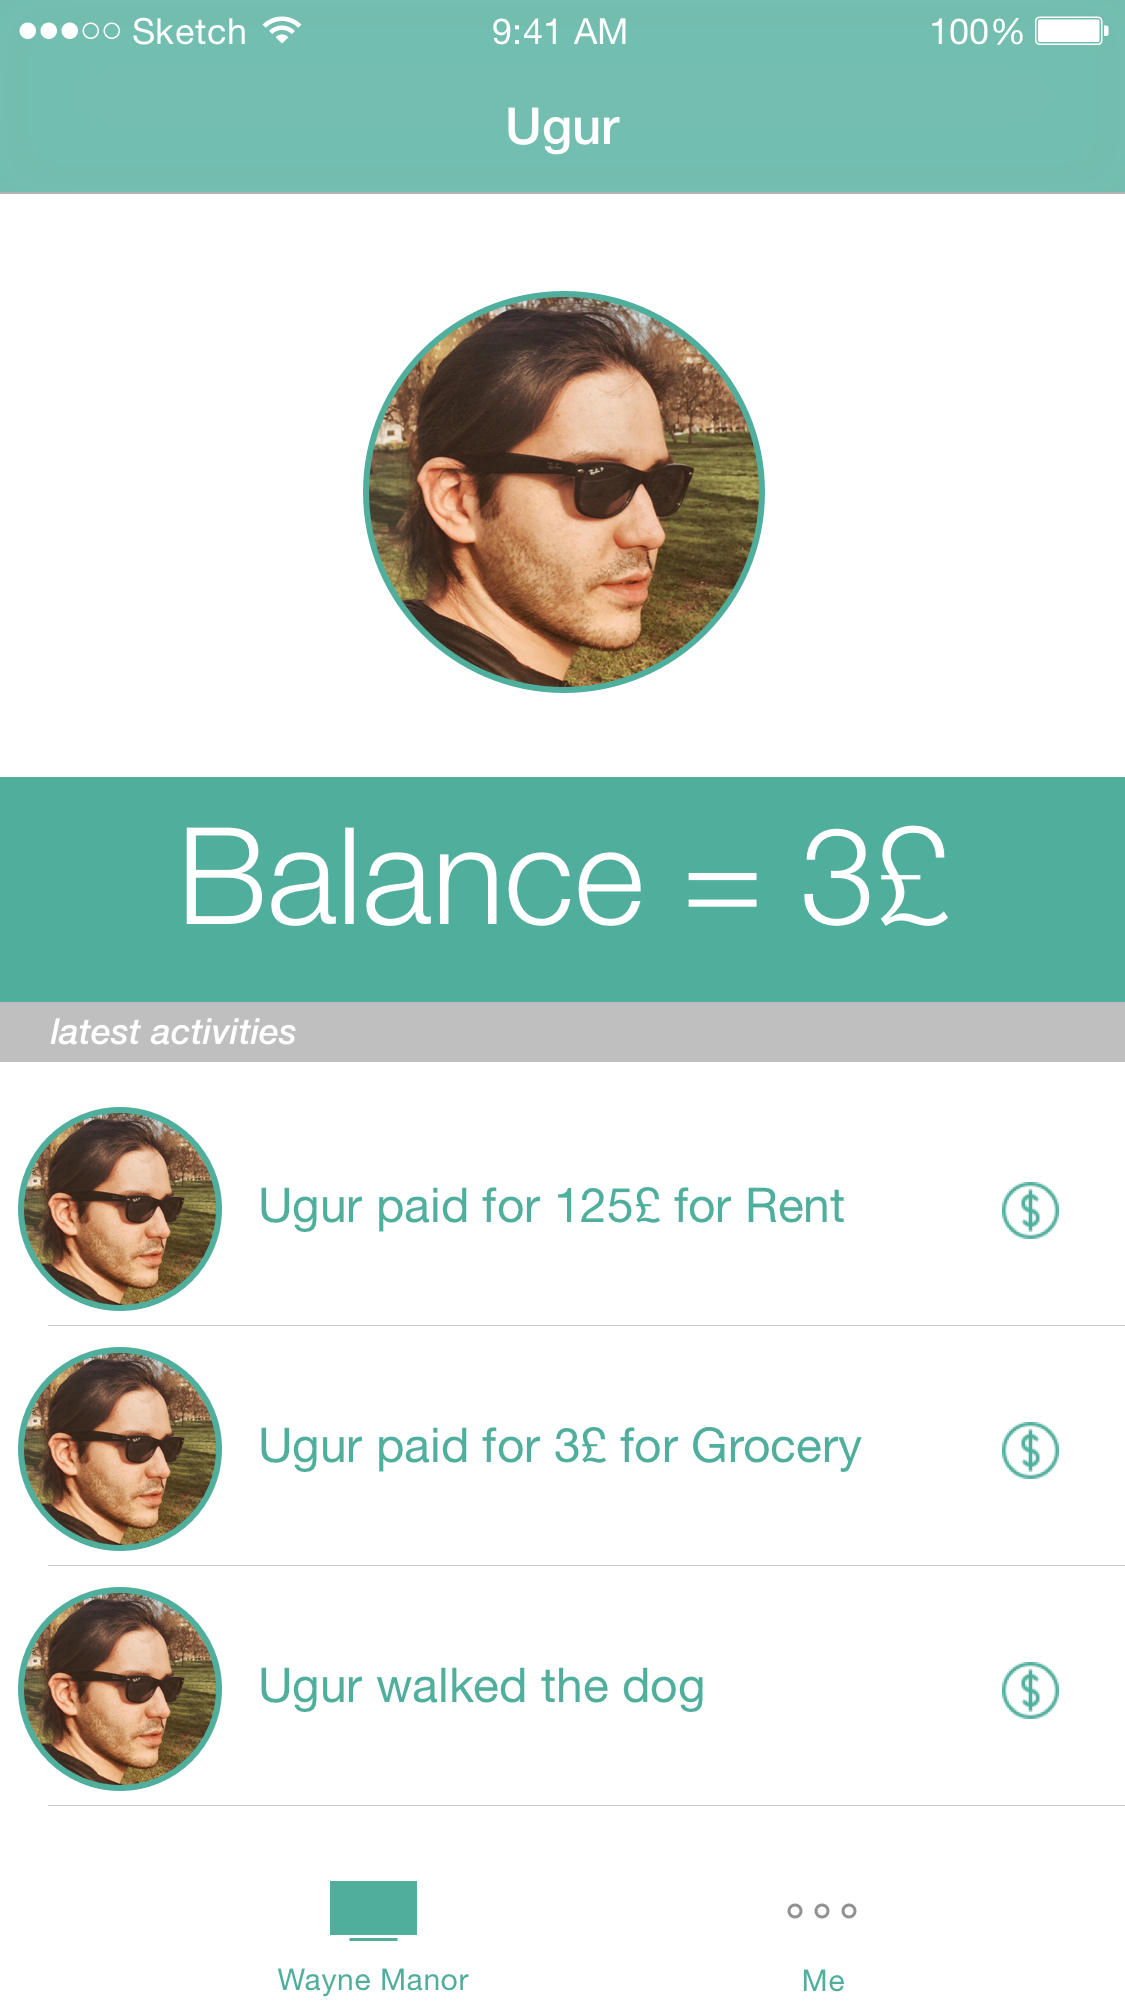 Sketch 9:41 AM 100%
Ugur
Balance = 3£
latest activities
Ugur paid for 125£ for Rent
$
Ugur paid for 3£ for Grocery
$
Ugur walked the dog
$
Wayne Manor Me